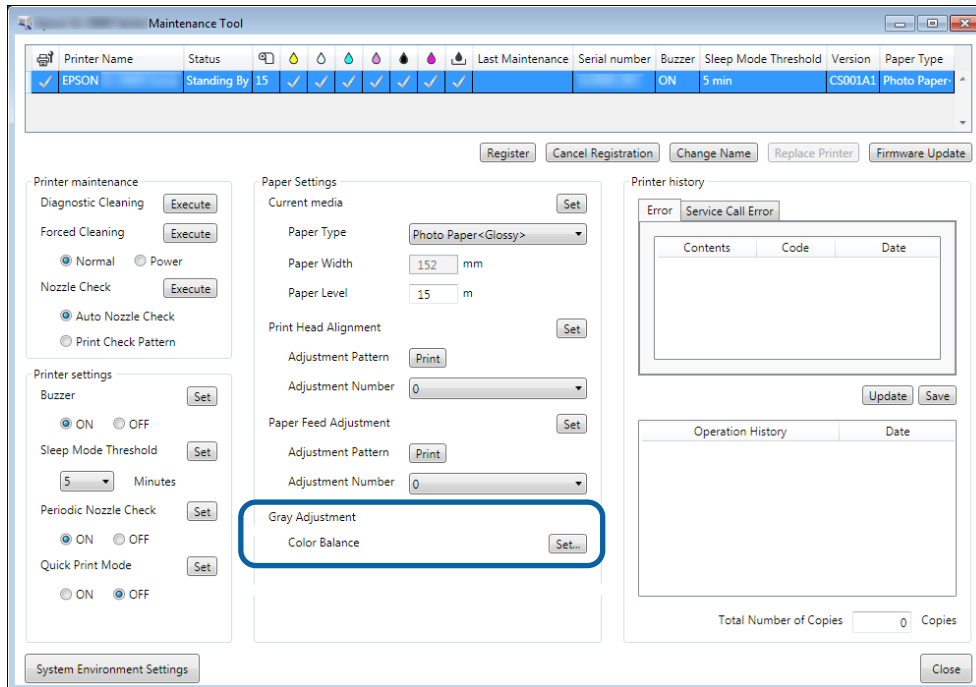 Maintenance Tool
Printer Name Status Last Maintenance Serial number Buzzer Sleep Mode Threshold Version Paper Type
EPSON Standing By 15 ON 5 min CS001A1 Photo Paper
Register Cancel Registration Change Name Replace Printer Firmware Update
Printer maintenance
Diagnostic Cleaning Execute
Forced Cleaning Execute
Normal Power
Nozzle Check Execute
Auto Nozzle Check
Print Check Pattern
Printer settings
Buzzer Set
ON OFF
Sleep Mode Threshold Set
5 Minutes
Periodic Nozzle Check Set
ON OFF
Quick Print Mode Set
ON OFF
Paper Settings
Current media Set
Paper Type Photo Paper<Glossy>
Paper Width 152 mm
Paper Level 15 m
Print Head Alignment Set
Adjustment Pattern Print
Adjustment Number 0
Paper Feed Adjustment Set
Adjustment Pattern Print
Adjustment Number 0
Gray Adjustment
Color Balance Set...
Printer history
Error Service Call Error
Contents Code Date
Update Save
Operation History Date
Total Number of Copies 0 Copies
System Environment Settings Close